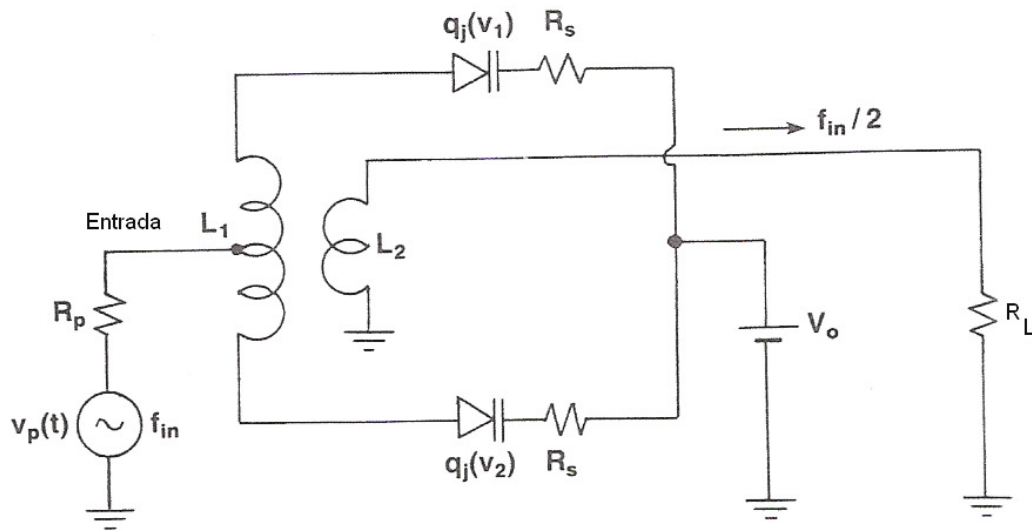 qj(v1)
Rs
fin / 2
Entrada
L1
L2
Rp
Vo
RL
vp(t)
fin
qj(v2)
Rs